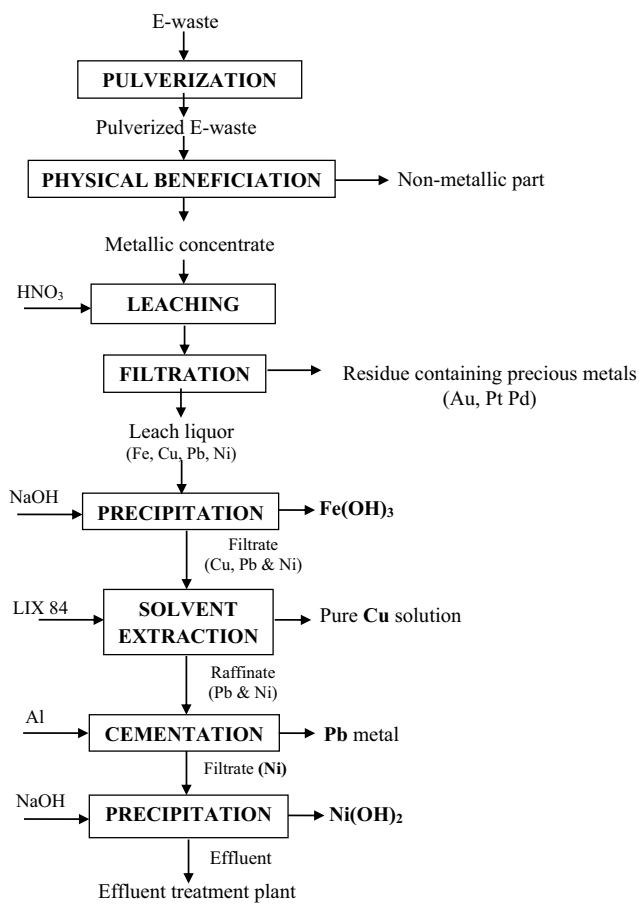 E-waste
PULVERIZATION
Pulverized E-waste
PHYSICAL BENEFICIATION
Non-metallic part
Metallic concentrate
HNO₃
LEACHING
FILTRATION
Residue containing precious metals
(Au, Pt Pd)
Leach liquor
(Fe, Cu, Pb, Ni)
NaOH
PRECIPITATION
Fe(OH)₃
Filtrate
(Cu, Pb & Ni)
LIX 84
SOLVENT
EXTRACTION
Pure Cu solution
Raffinate
(Pb & Ni)
Al
CEMENTATION
Pb metal
Filtrate (Ni)
NaOH
PRECIPITATION
Ni(OH)₂
Effluent
Effluent treatment plant